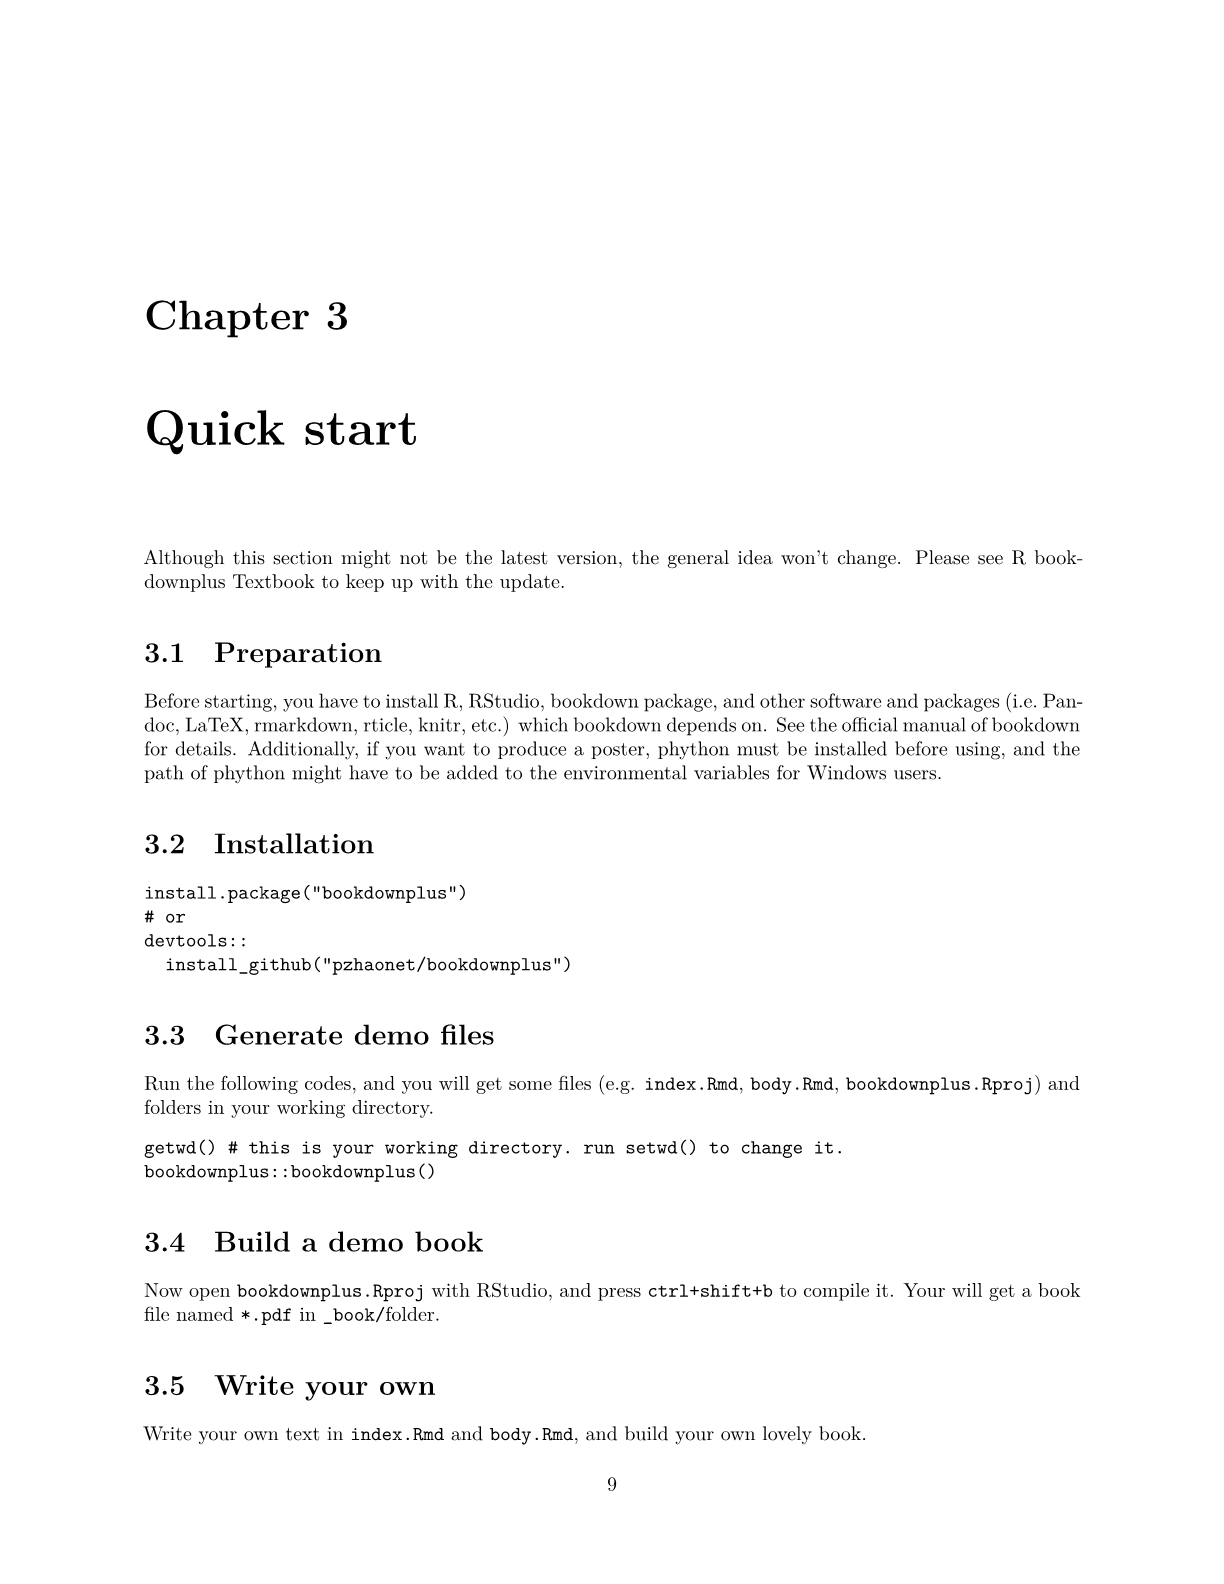 Chapter 3
Quick start
Although this section might not be the latest version, the general idea won't change. Please see R book-
downplus Textbook to keep up with the update.
3.1 Preparation
Before starting, you have to install R, RStudio, bookdown package, and other software and packages (i.e. Pan-
doc, LaTeX, rmarkdown, rticle, knitr, etc.) which bookdown depends on. See the official manual of bookdown
for details. Additionally, if you want to produce a poster, phython must be installed before using, and the
path of phython might have to be added to the environmental variables for Windows users.
3.2 Installation
install.package("bookdownplus")
# or
devtools::
  install_github("pzhaonet/bookdownplus")
3.3 Generate demo files
Run the following codes, and you will get some files (e.g. index.Rmd, body.Rmd, bookdownplus.Rproj) and
folders in your working directory.
getwd() # this is your working directory. run setwd() to change it.
bookdownplus::bookdownplus()
3.4 Build a demo book
Now open bookdownplus.Rproj with RStudio, and press ctrl+shift+b to compile it. Your will get a book
file named *.pdf in _book/folder.
3.5 Write your own
Write your own text in index.Rmd and body.Rmd, and build your own lovely book.
9